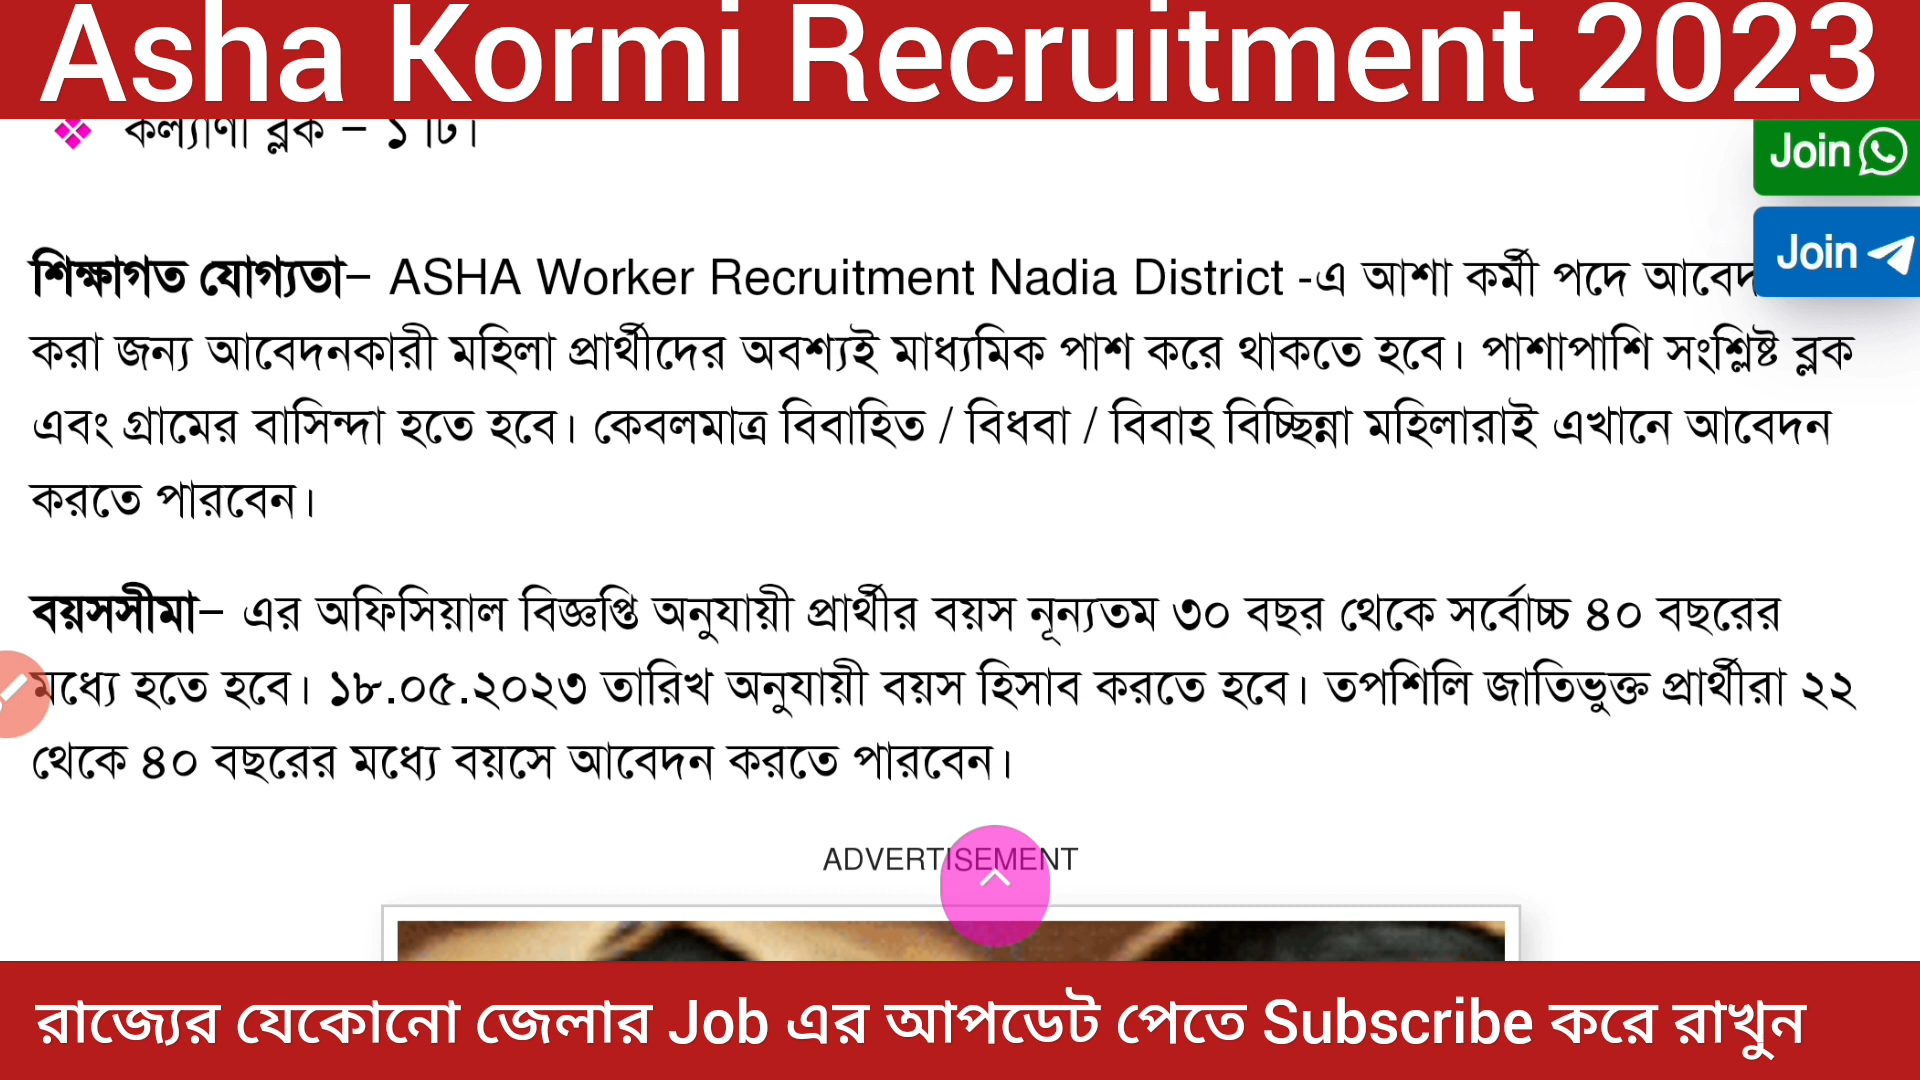 Asha Kormi Recruitment 2023
কল্যাণী ব্লক – ১ টি।
Join
Join
শিক্ষাগত যোগ্যতা– ASHA Worker Recruitment Nadia District -এ আশা কর্মী পদে
করা জন্য আবেদনকারী মহিলা প্রার্থীদের অবশ্যই মাধ্যমিক পাশ করে থাকতে হবে। পাশাপাশি সংশ্লিষ্ট ব্লক
এবং গ্রামের বাসিন্দা হতে হবে। কেবলমাত্র বিবাহিত / বিধবা / বিবাহ বিচ্ছিন্না মহিলারাই এখানে আবেদন
করতে পারবেন।
বয়সসীমা– এর অফিসিয়াল বিজ্ঞপ্তি অনুযায়ী প্রার্থীর বয়স নূন্যতম ৩০ বছর থেকে সর্বোচ্চ ৪০ বছরের
মধ্যে হতে হবে। ১৮.০৫.২০২৩ তারিখ অনুযায়ী বয়স হিসাব করতে হবে। তপশিলি জাতিভুক্ত প্রার্থীরা ২২
থেকে ৪০ বছরের মধ্যে বয়সে আবেদন করতে পারবেন।
ADVERTISEMENT
রাজ্যের যেকোনো জেলার Job এর আপডেট পেতে Subscribe করে রাখুন